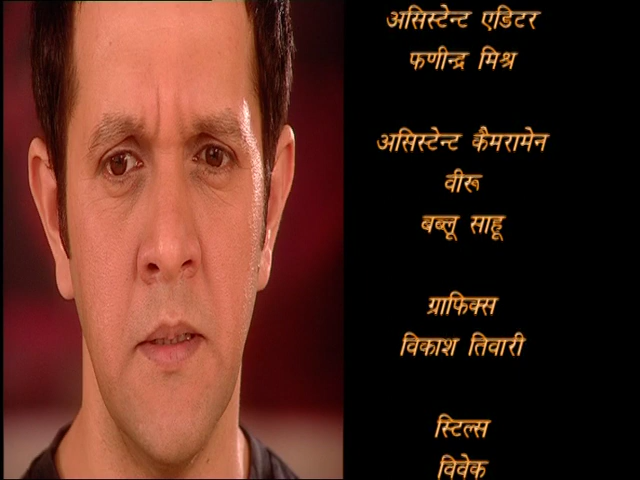 असिस्टेन्ट एडिटर
फणीन्द्र मिश्र
असिस्टेन्ट कैमरामेन
वीरू
बब्लू साहू
ग्राफिक्स
विकाश तिवारी
स्टिल्स
विवेक